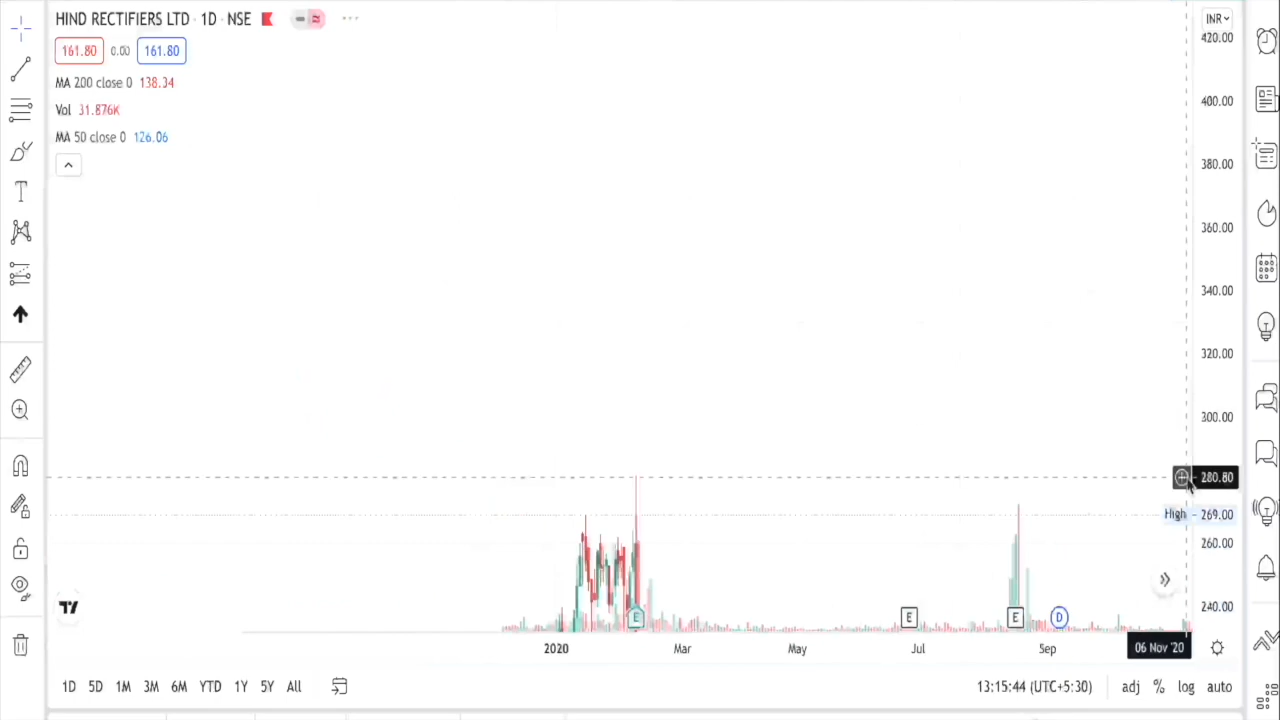 HIND RECTIFIERS LTD · 1D · NSE
INR
161.80 0.00 161.80
MA 200 close 0 138.34
Vol 31.876K
MA 50 close 0 126.06
420.00
400.00
380.00
360.00
340.00
320.00
300.00
280.80
High 269.00
260.00
240.00
E E E D
2020 Mar May Jul Sep 06 Nov '20
1D 5D 1M 3M 6M YTD 1Y 5Y All
13:15:44 (UTC+5:30) adj % log auto